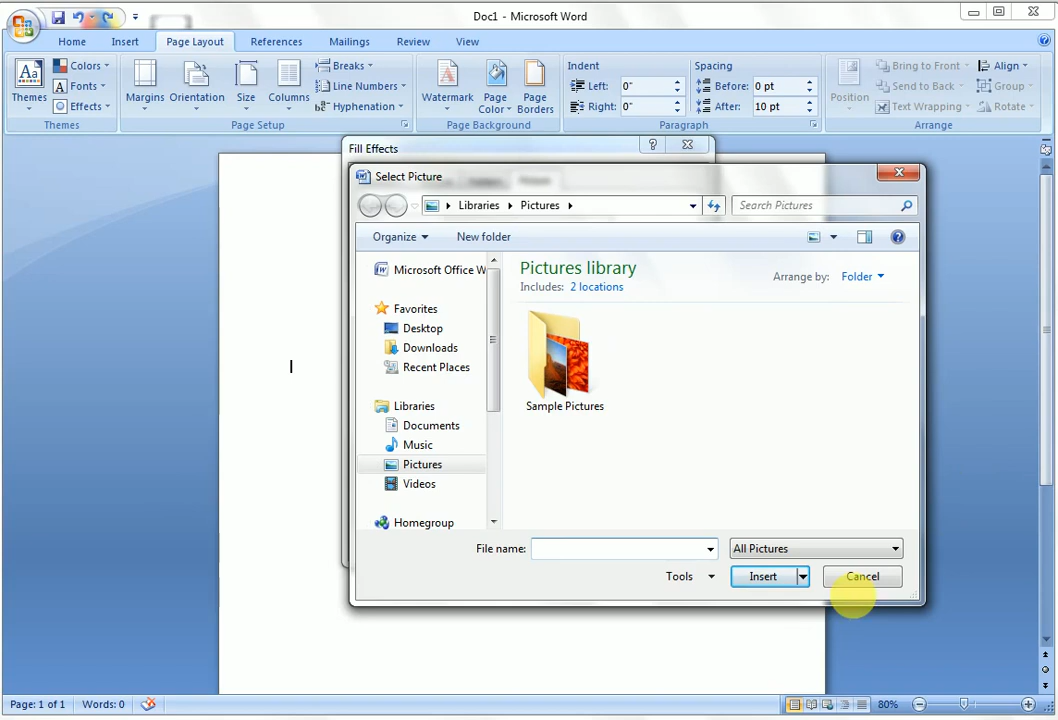 Doc1 - Microsoft Word
Home Insert Page Layout References Mailings Review View
Themes
Colors
Fonts
Effects
Themes
Margins Orientation Size Columns
Breaks
Line Numbers
Hyphenation
Page Setup
Watermark Page Color Page Borders
Page Background
Indent Spacing
Left: 0" Before: 0 pt
Right: 0" After: 10 pt
Paragraph
Position
Bring to Front Align
Send to Back Group
Text Wrapping Rotate
Arrange
Fill Effects
Select Picture
Libraries Pictures Search Pictures
Organize New folder
Microsoft Office W
Favorites
Desktop
Downloads
Recent Places
Libraries
Documents
Music
Pictures
Videos
Homegroup
Pictures library
Includes: 2 locations
Arrange by: Folder
Sample Pictures
File name: All Pictures
Tools Insert Cancel
Page: 1 of 1 Words: 0 80%